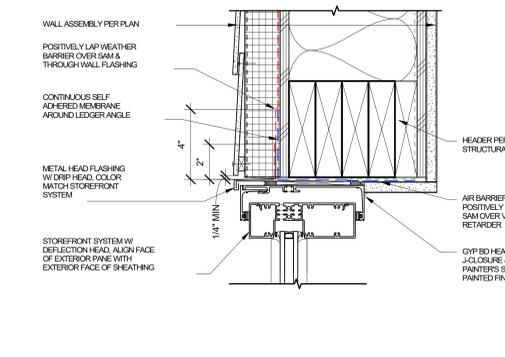 WALL ASSEMBLY PER PLAN
POSITIVELY LAP WEATHER
BARRIER OVER SAM &
THROUGH WALL FLASHING
CONTINUOUS SELF
ADHERED MEMBRANE
AROUND LEDGER ANGLE
4"
2"
METAL HEAD FLASHING
W/ DRIP HEAD, COLOR
MATCH STOREFRONT
SYSTEM
1/4" MIN
STOREFRONT SYSTEM W/
DEFLECTION HEAD, ALIGN FACE
OF EXTERIOR PANE WITH
EXTERIOR FACE OF SHEATHING
HEADER PE
STRUCTURA
AIR BARRIER
POSITIVELY
SAM OVER V
RETARDER
GYP BD HEA
J-CLOSURE
PAINTER'S S
PAINTED FIN